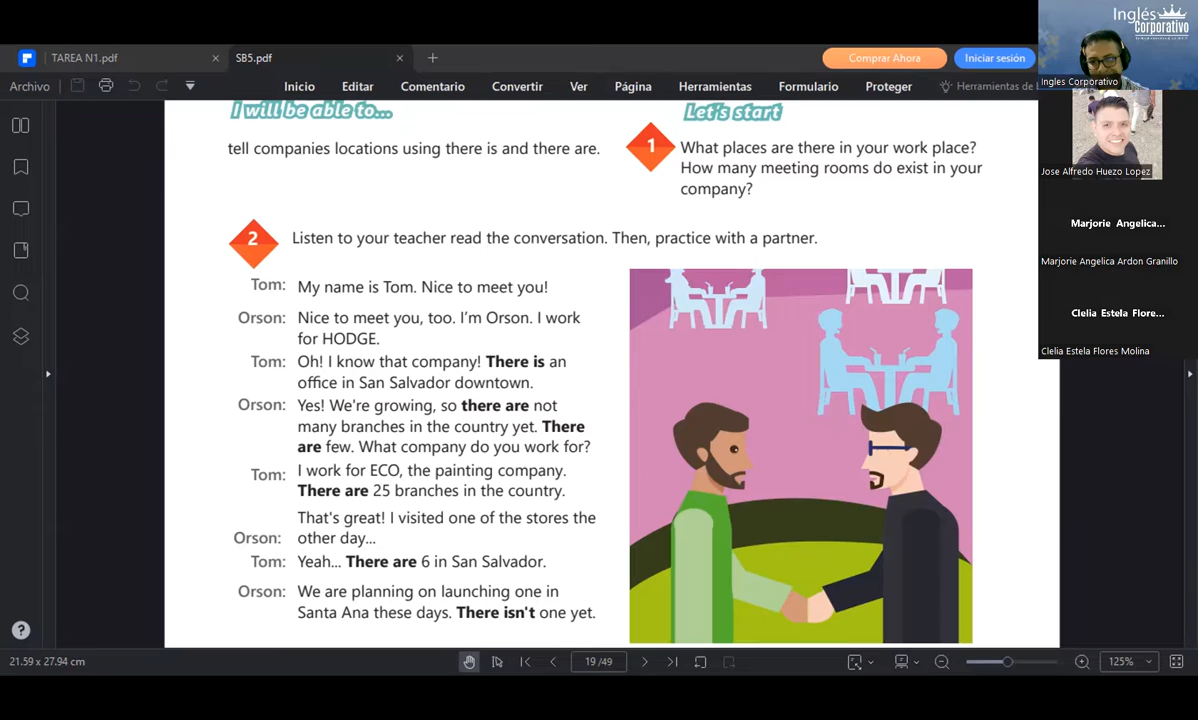 TAREA N1.pdf
SB5.pdf
Comprar Ahora
Iniciar sesión
Archivo
Inicio
Editar
Comentario
Convertir
Ver
Página
Herramientas
Formulario
Proteger
Herramientas de
I will be able to...
tell companies locations using there is and there are.
Let's start
1
What places are there in your work place?
How many meeting rooms do exist in your
company?
2
Listen to your teacher read the conversation. Then, practice with a partner.
Tom: My name is Tom. Nice to meet you!
Orson: Nice to meet you, too. I'm Orson. I work
for HODGE.
Tom: Oh! I know that company! There is an
office in San Salvador downtown.
Orson: Yes! We're growing, so there are not
many branches in the country yet. There
are few. What company do you work for?
Tom: I work for ECO, the painting company.
There are 25 branches in the country.
That's great! I visited one of the stores the
Orson: other day...
Tom: Yeah... There are 6 in San Salvador.
Orson: We are planning on launching one in
Santa Ana these days. There isn't one yet.
21.59 x 27.94 cm
19 /49
125%
Inglés
Corporativo
Ingles Corporativo
Jose Alfredo Huezo Lopez
Marjorie Angelica...
Marjorie Angelica Ardon Granillo
Clelia Estela Flore...
Clelia Estela Flores Molina